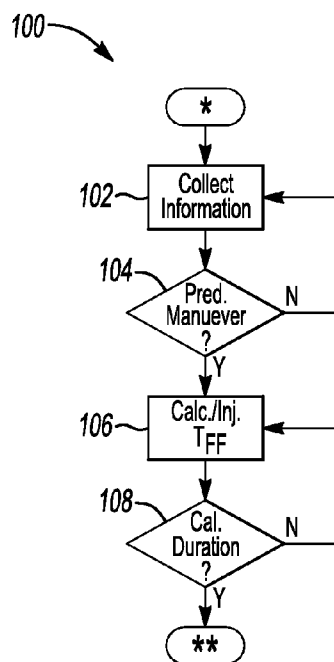 100
*
102
Collect
Information
104
Pred.
Manuever
?
N
Y
106
Calc./Inj.
TFF
108
Cal.
Duration
?
N
Y
**